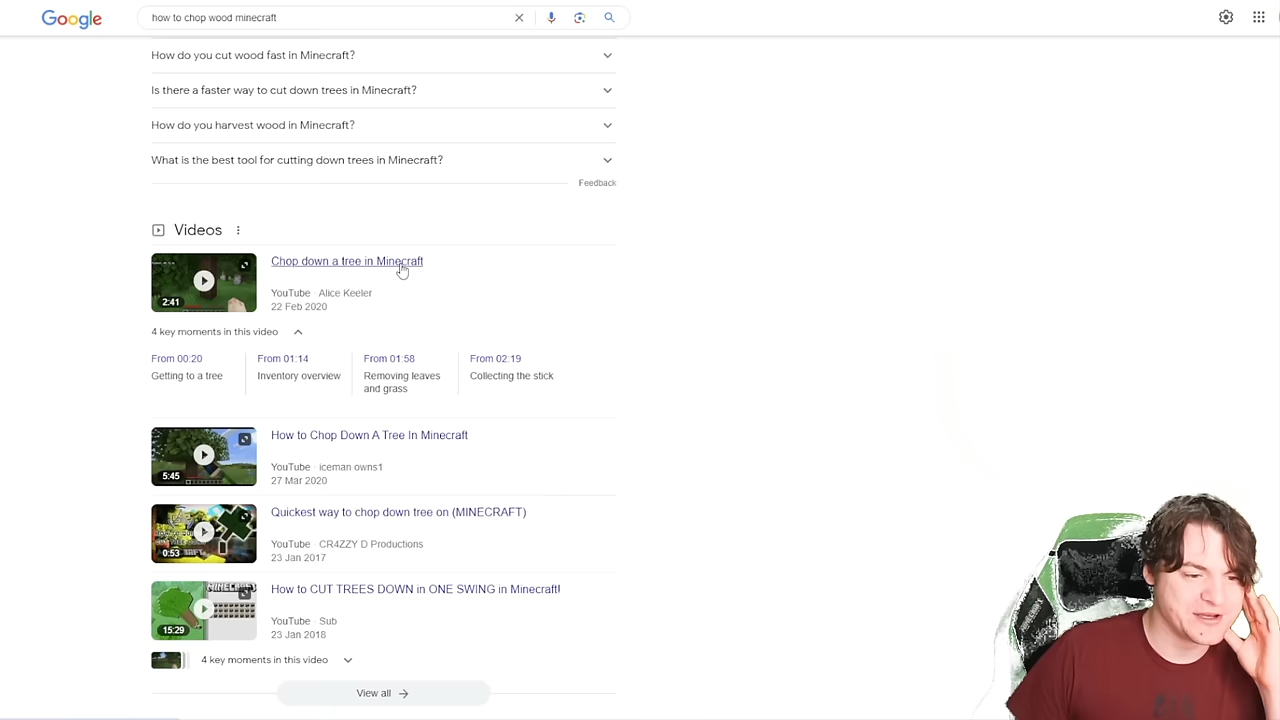 Google
how to chop wood minecraft
How do you cut wood fast in Minecraft?
Is there a faster way to cut down trees in Minecraft?
How do you harvest wood in Minecraft?
What is the best tool for cutting down trees in Minecraft?
Feedback
Videos
Chop down a tree in Minecraft
YouTube · Alice Keeler
22 Feb 2020
2:41
4 key moments in this video
From 00:20
Getting to a tree
From 01:14
Inventory overview
From 01:58
Removing leaves
and grass
From 02:19
Collecting the stick
How to Chop Down A Tree In Minecraft
YouTube · iceman owns1
27 Mar 2020
5:45
Quickest way to chop down tree on (MINECRAFT)
YouTube · CR4ZZY D Productions
23 Jan 2017
0:53
How to CUT TREES DOWN in ONE SWING in Minecraft!
YouTube · Sub
23 Jan 2018
15:29
4 key moments in this video
View all